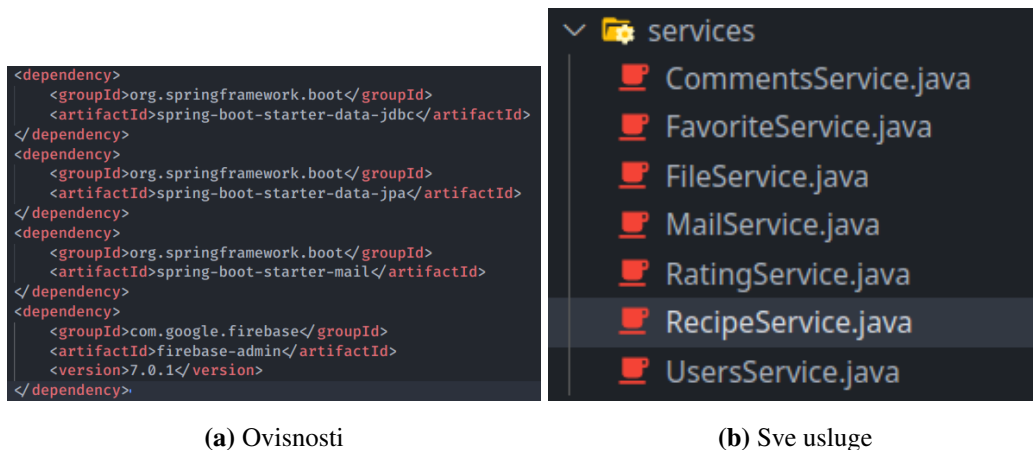 <dependency>
<groupId>org.springframework.boot</groupId>
<artifactId>spring-boot-starter-data-jdbc</artifactId>
</dependency>
<dependency>
<groupId>org.springframework.boot</groupId>
<artifactId>spring-boot-starter-data-jpa</artifactId>
</dependency>
<dependency>
<groupId>org.springframework.boot</groupId>
<artifactId>spring-boot-starter-mail</artifactId>
</dependency>
<dependency>
<groupId>com.google.firebase</groupId>
<artifactId>firebase-admin</artifactId>
<version>7.0.1</version>
</dependency>
(a) Ovisnosti
services
CommentsService.java
FavoriteService.java
FileService.java
MailService.java
RatingService.java
RecipeService.java
UsersService.java
(b) Sve usluge